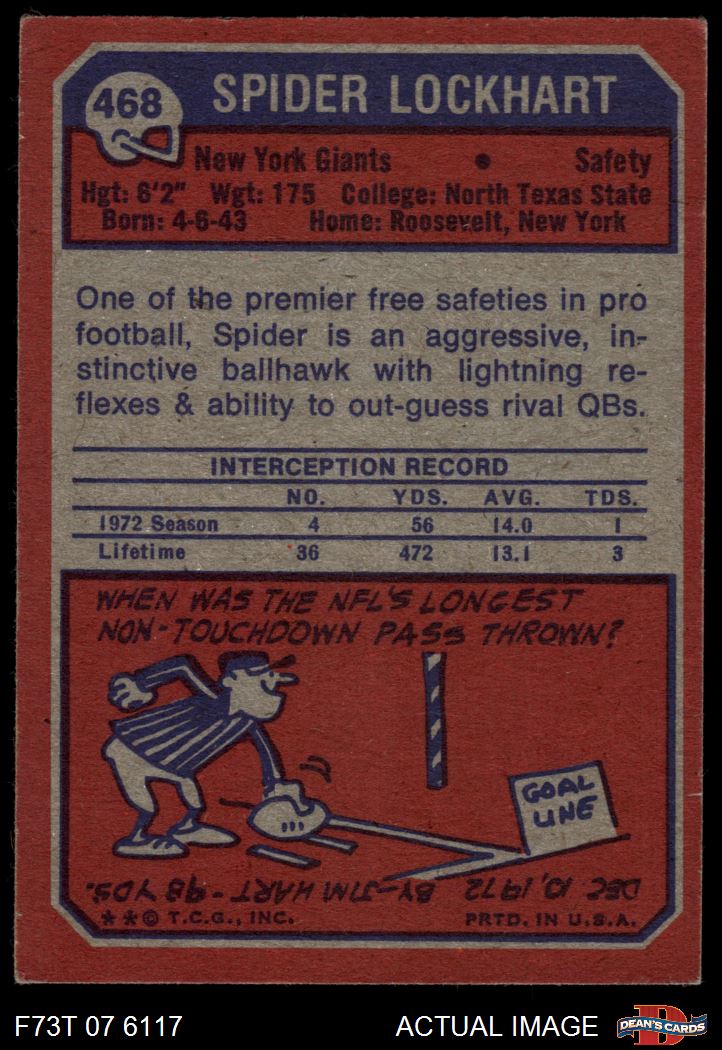 468
SPIDER LOCKHART
New York Giants • Safety
Hgt: 6'2" Wgt: 175 College: North Texas State
Born: 4-6-43 Home: Roosevelt, New York
One of the premier free safeties in pro
football, Spider is an aggressive, in-
stinctive ballhawk with lightning re-
flexes & ability to out-guess rival QBs.
INTERCEPTION RECORD
NO. YDS. AVG. TDS.
1972 Season 4 56 14.0 1
Lifetime 36 472 13.1 3
WHEN WAS THE NFL'S LONGEST
NON-TOUCHDOWN PASS THROWN?
GOAL
LINE
DEC 10, 1972 BY-JIM HART-98 YDS.
**© T.C.G., INC. PRTD. IN U.S.A.
F73T 07 6117 ACTUAL IMAGE
D
DEAN'S CARDS